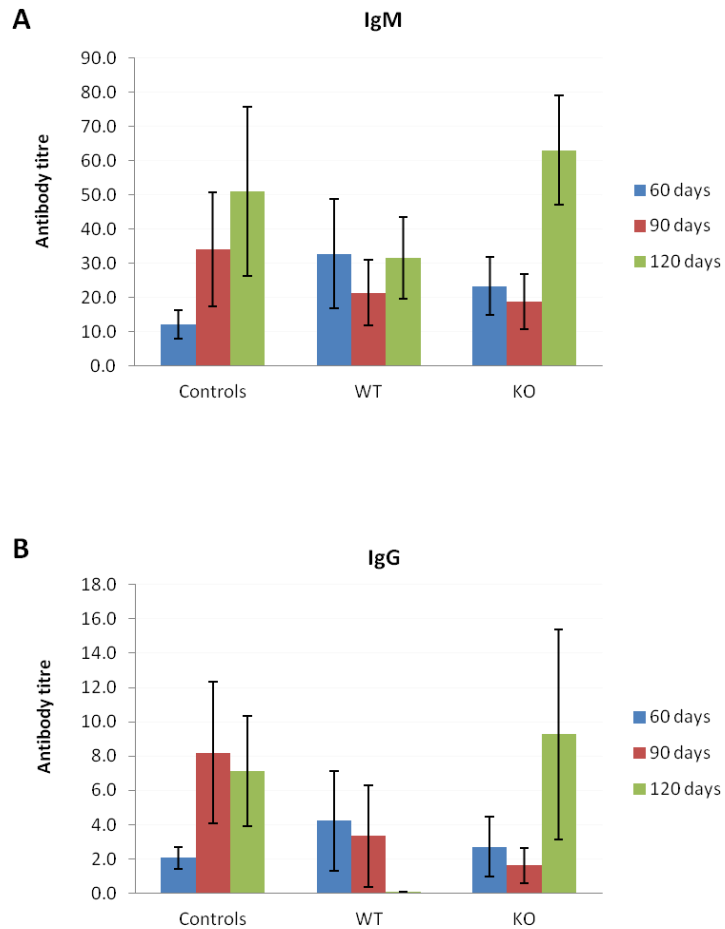 A
IgM
90.0
80.0
70.0
60.0
50.0
40.0
30.0
20.0
10.0
0.0
Antibody titre
Controls WT KO
60 days
90 days
120 days
B
IgG
18.0
16.0
14.0
12.0
10.0
8.0
6.0
4.0
2.0
0.0
Antibody titre
Controls WT KO
60 days
90 days
120 days